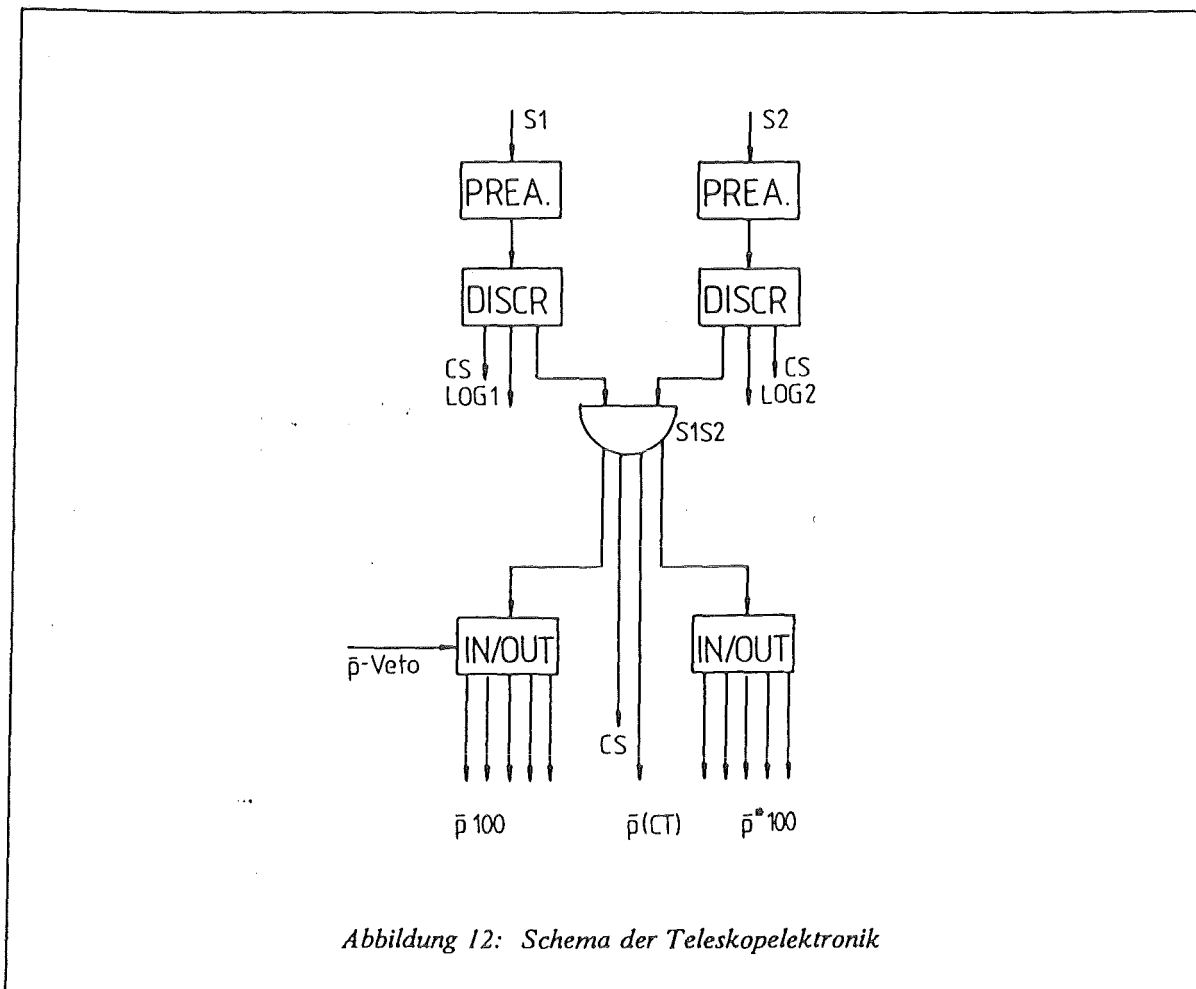 S1 S2
PREA. PREA.
DISCR DISCR
CS CS
LOG1 LOG2
S1S2
IN/OUT IN/OUT
p̄-Veto
CS
p̄ 100 p̄(CT) p̄* 100
Abbildung 12: Schema der Teleskopelektronik